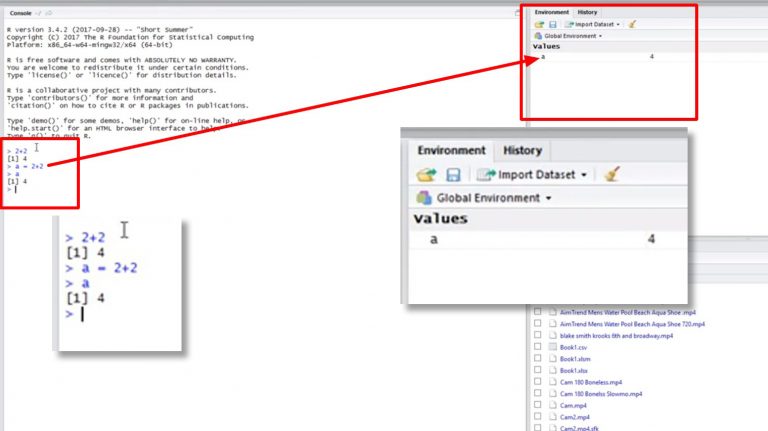 Console ~/
R version 3.4.2 (2017-09-28) -- "Short Summer"
Copyright (C) 2017 The R Foundation for Statistical Computing
Platform: x86_64-w64-mingw32/x64 (64-bit)
R is free software and comes with ABSOLUTELY NO WARRANTY.
You are welcome to redistribute it under certain conditions.
Type 'license()' or 'licence()' for distribution details.
R is a collaborative project with many contributors.
Type 'contributors()' for more information and
'citation()' on how to cite R or R packages in publications.
Type 'demo()' for some demos, 'help()' for on-line help, or
'help.start()' for an HTML browser interface to help.
Type 'q()' to quit R.
> 2+2
[1] 4
> a = 2+2
> a
[1] 4
>
> 2+2
[1] 4
> a = 2+2
> a
[1] 4
>
Environment History
Import Dataset
Global Environment
Values
a 4
Environment History
Import Dataset
Global Environment
Values
a 4
AimTrend Mens Water Pool Beach Aqua Shoe .mp4
AimTrend Mens Water Pool Beach Aqua Shoe 720.mp4
blake smith krooks 6th and broadway.mp4
Book1.csv
Book1.xlsm
Book1.xlsx
Cam 180 Boneless.mp4
Cam 180 Bonelss Slowmo.mp4
Cam.mp4
Cam2.mp4
Cam2.mp4.sfk